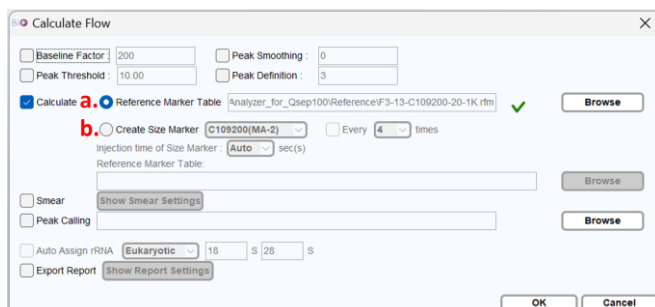 BiO Calculate Flow
Baseline Factor : 200 Peak Smoothing : 0
Peak Threshold : 10.00 Peak Definition : 3
Calculate a. Reference Marker Table Analyzer_for_Qsep100\Reference\F3-13-C109200-20-1K.rfm Browse
b. Create Size Marker C109200(MA-2) Every 4 times
Injection time of Size Marker : Auto sec(s)
Reference Marker Table:
Browse
Smear Show Smear Settings
Peak Calling Browse
Auto Assign rRNA Eukaryotic 18 S 28 S
Export Report Show Report Settings
OK Cancel